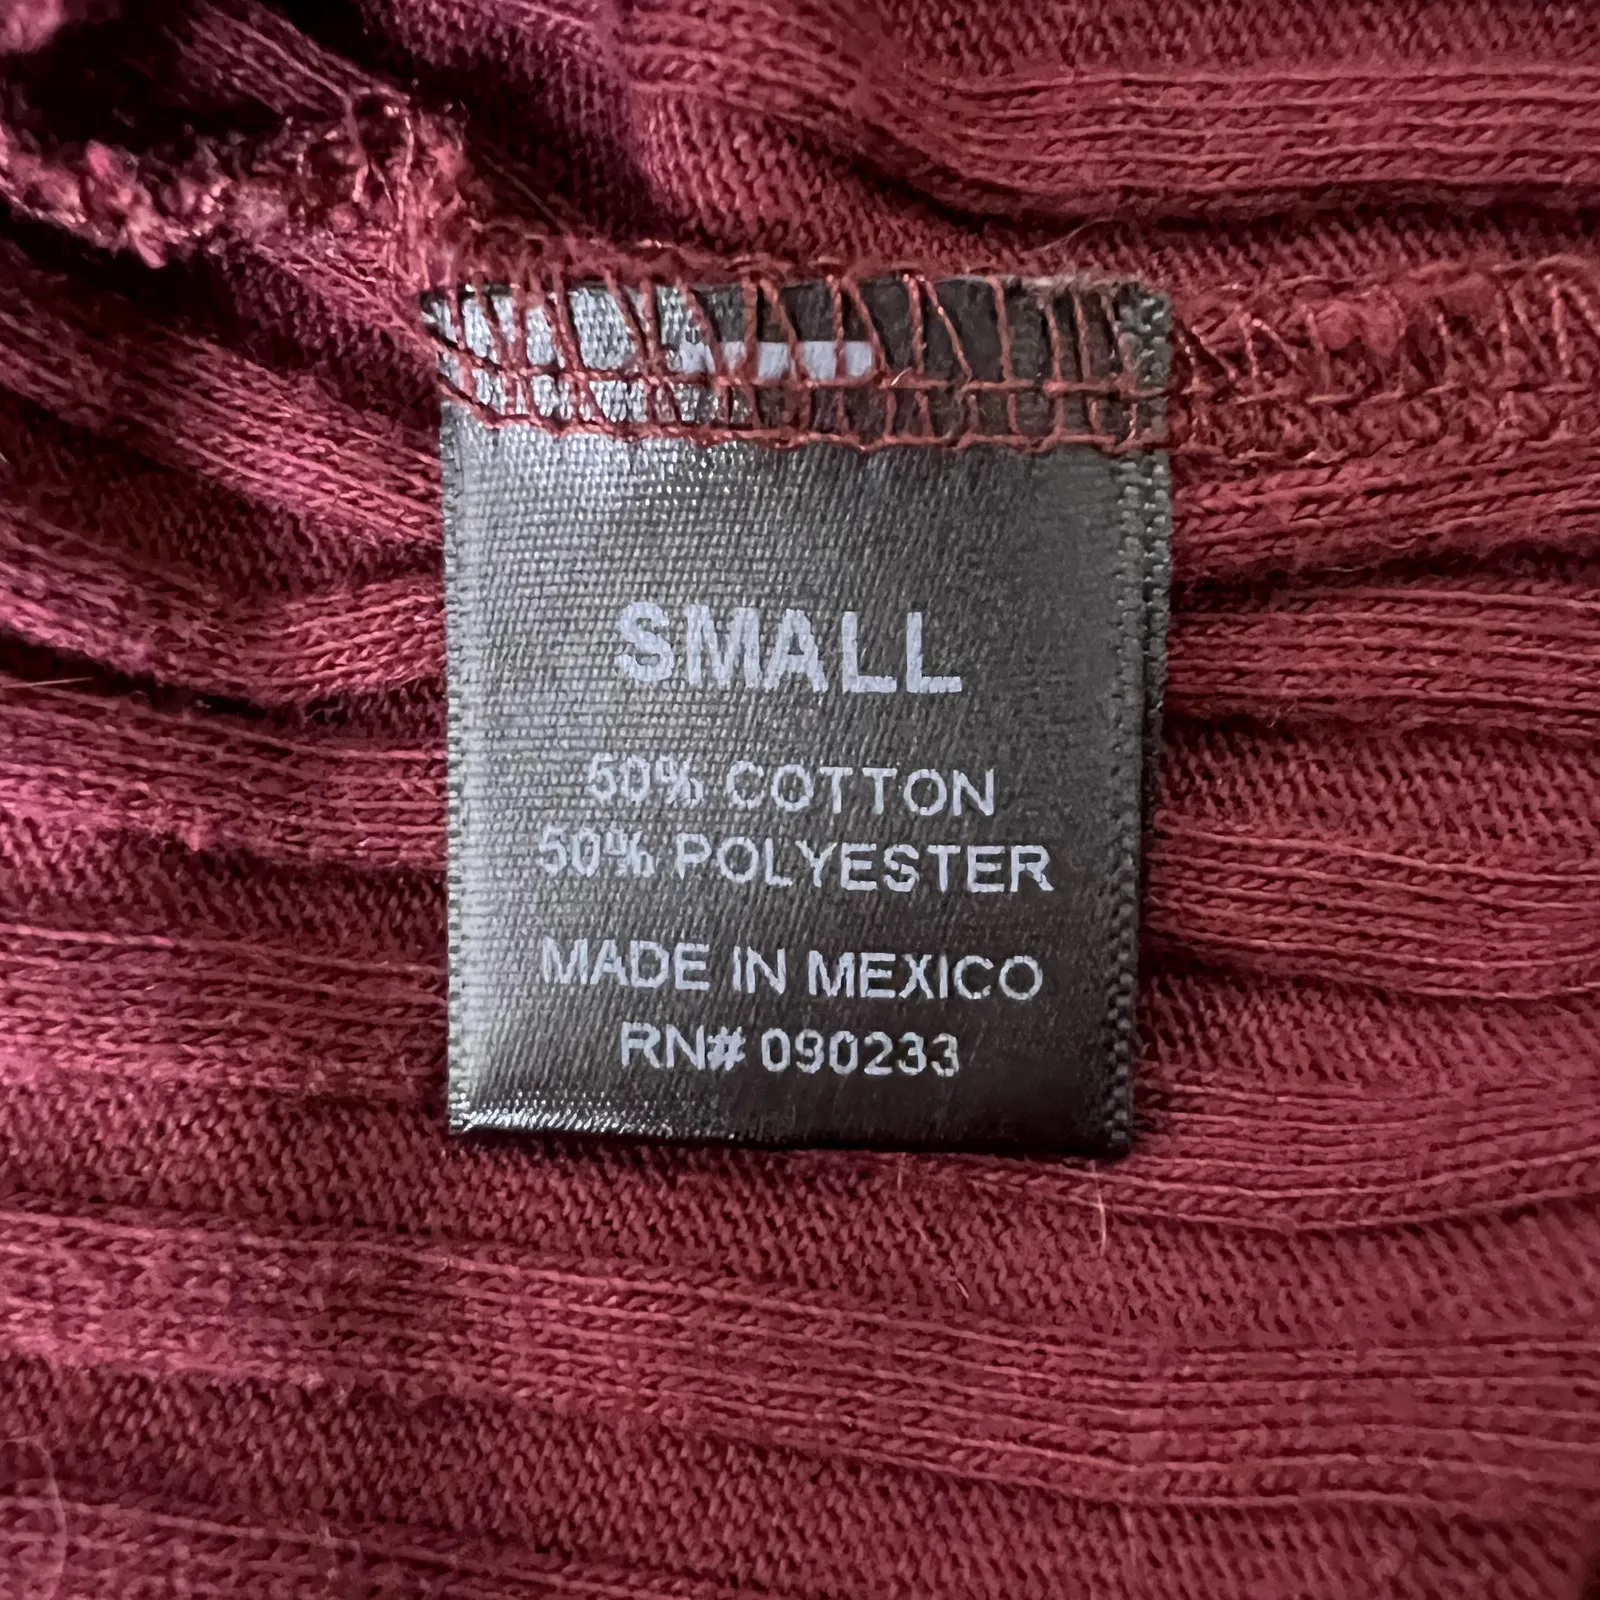 SMALL
50% COTTON
50% POLYESTER
MADE IN MEXICO
RN# 090233